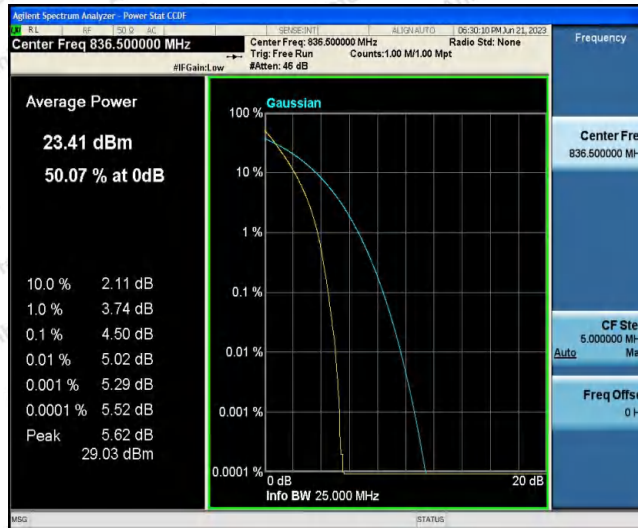 Agilent Spectrum Analyzer - Power Stat CCDF
RL RF 50 Ω AC SENSE:INT ALIGN AUTO 06:30:10 PM Jun 21, 2023
Center Freq 836.500000 MHz
Center Freq: 836.500000 MHz Radio Std: None
Trig: Free Run Counts:1.00 M/1.00 Mpt
#IFGain:Low #Atten: 46 dB
Frequency
Average Power
23.41 dBm
50.07 % at 0dB
10.0 % 2.11 dB
1.0 % 3.74 dB
0.1 % 4.50 dB
0.01 % 5.02 dB
0.001 % 5.29 dB
0.0001 % 5.52 dB
Peak 5.62 dB
29.03 dBm
Gaussian
100 %
10 %
1 %
0.1 %
0.01 %
0.001 %
0.0001 %
0 dB 20 dB
Info BW 25.000 MHz
Center Fre
836.500000 MH
CF Ste
5.000000 MH
Auto Ma
Freq Offse
0 H
MSG STATUS